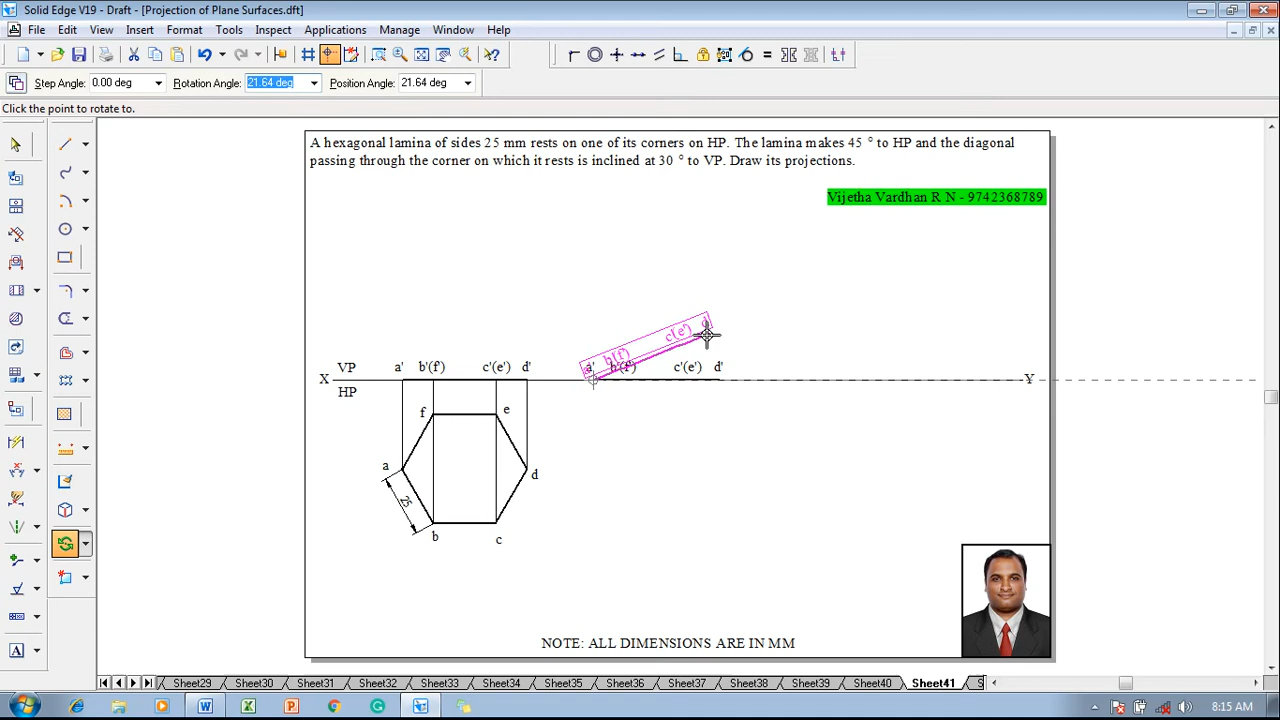 Solid Edge V19 - Draft - [Projection of Plane Surfaces.dft]
File Edit View Insert Format Tools Inspect Applications Manage Window Help
Step Angle: 0.00 deg Rotation Angle: 21.64 deg Position Angle: 21.64 deg
Click the point to rotate to.
A hexagonal lamina of sides 25 mm rests on one of its corners on HP. The lamina makes 45 ° to HP and the diagonal
passing through the corner on which it rests is inclined at 30 ° to VP. Draw its projections.
Vijetha Vardhan R N - 9742368789
b'(f') c'(e') d'
VP a' b'(f') c'(e') d' a' b'(f') c'(e') d'
X Y
HP
f e
a d
25
b c
NOTE: ALL DIMENSIONS ARE IN MM
Sheet29 Sheet30 Sheet31 Sheet32 Sheet33 Sheet34 Sheet35 Sheet36 Sheet37 Sheet38 Sheet39 Sheet40 Sheet41 S
8:15 AM